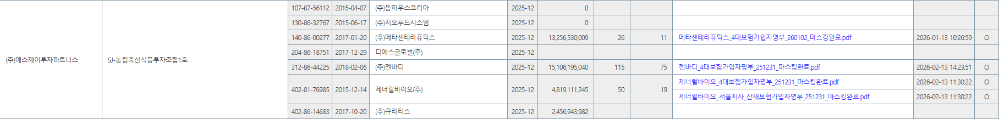 107-87-56112 2015-04-07 (주)돔하우스코리아 2025-12 0
130-86-32767 2015-06-17 (주)지오푸드시스템 2025-12 0
140-86-00277 2017-01-20 (주)메타센테라퓨틱스 2025-12 13,256,530,009 26 11 메타센테라퓨틱스_4대보험가입자명부_260102_마스킹완료.pdf 2026-01-13 10:26:59 O
204-86-18751 2017-12-29 디에스글로벌(주) 2025-12
(주)에스제이투자파트너스 SJ-농림축산식품투자조합1호
312-86-44225 2018-02-06 (주)젠바디 2025-12 15,106,195,040 115 75 젠바디_4대보험가입자명부_251231_마스킹완료.pdf 2026-02-13 14:23:51 O
402-81-76985 2015-12-14 제너럴바이오(주) 2025-12 4,819,111,245 50 19 제너럴바이오_4대보험가입자명부_251231_마스킹완료.pdf 2026-02-13 11:30:22 O
제너럴바이오_서울지사_산재보험가입자명부_251231_마스킹완료.pdf 2026-02-13 11:30:22 O
402-86-14683 2017-10-20 (주)큐라티스 2025-12 2,456,943,982